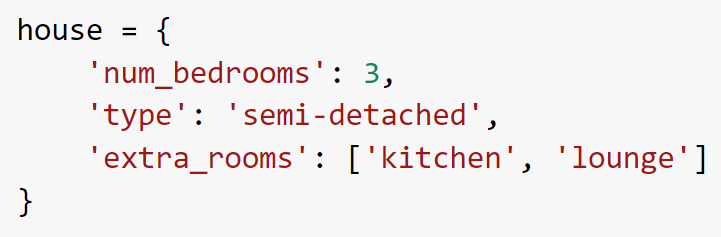 house = {
    'num_bedrooms': 3,
    'type': 'semi-detached',
    'extra_rooms': ['kitchen', 'lounge']
}